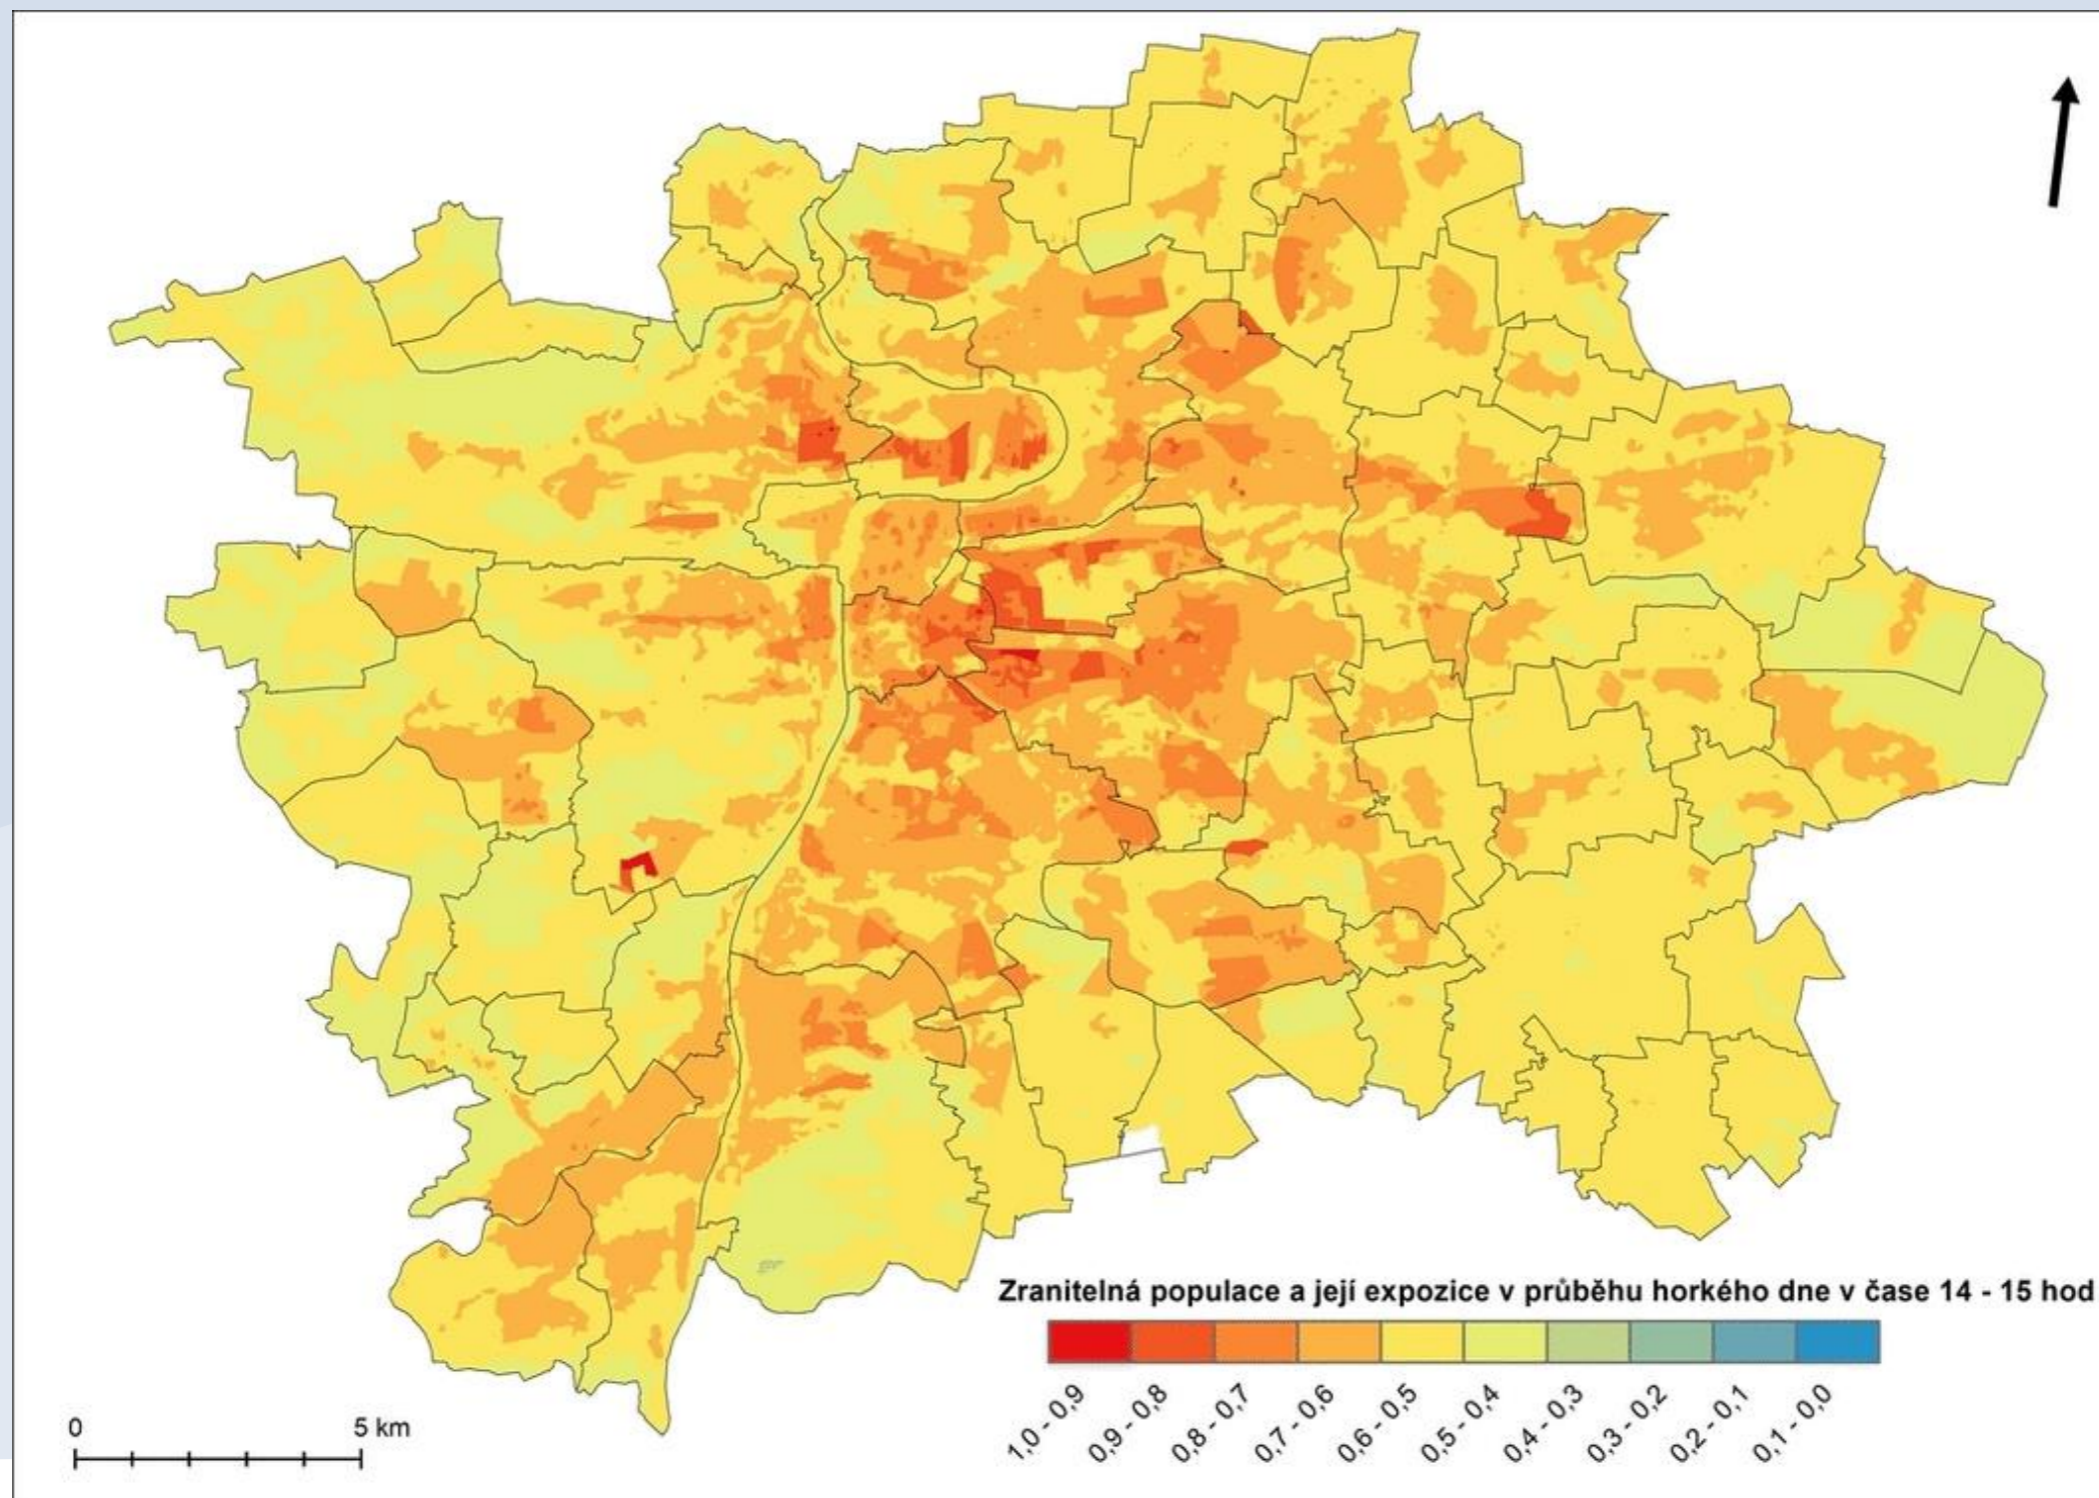 Zranitelná populace a její expozice v průběhu horkého dne v čase 14 - 15 hod
1,0 - 0,9
0,9 - 0,8
0,8 - 0,7
0,7 - 0,6
0,6 - 0,5
0,5 - 0,4
0,4 - 0,3
0,3 - 0,2
0,2 - 0,1
0,1 - 0,0
0 5 km